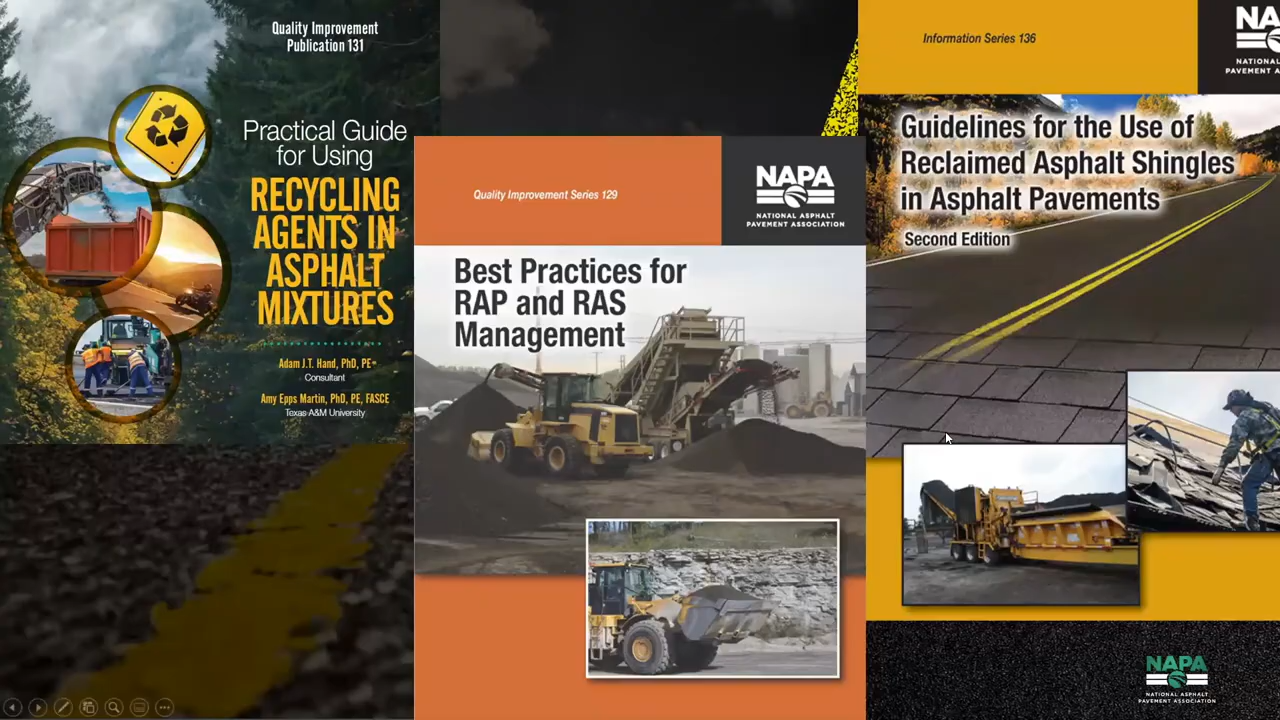 Quality Improvement
Publication 131
Practical Guide
for Using
RECYCLING
AGENTS IN
ASPHALT
MIXTURES
Adam J.T. Hand, PhD, PE
Consultant
Amy Epps Martin, PhD, PE, FASCE
Texas A&M University
Quality Improvement Series 129
NAPA
NATIONAL ASPHALT
PAVEMENT ASSOCIATION
Best Practices for
RAP and RAS
Management
Information Series 136
NA
NATIONAL
PAVEMENT A
Guidelines for the Use of
Reclaimed Asphalt Shingles
in Asphalt Pavements
Second Edition
NAPA
NATIONAL ASPHALT
PAVEMENT ASSOCIATION